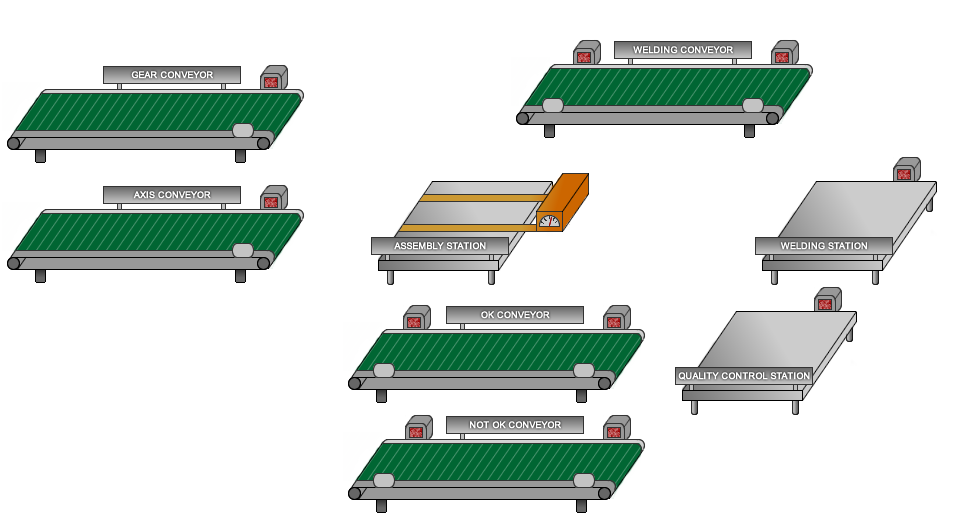 WELDING CONVEYOR
GEAR CONVEYOR
AXIS CONVEYOR
ASSEMBLY STATION
WELDING STATION
OK CONVEYOR
QUALITY CONTROL STATION
NOT OK CONVEYOR